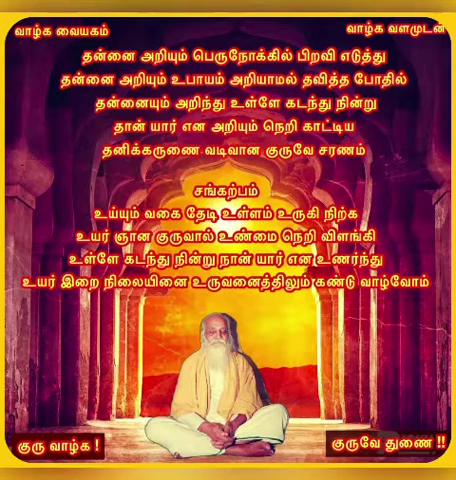 வாழ்க வையகம்
வாழ்க வளமுடன்
தன்னை அறியும் பெருநோக்கில் பிறவி எடுத்து
தன்னை அறியும் உபாயம் அறியாமல் தவித்த போதில்
தன்னையும் அறிந்து உள்ளே கடந்து நின்று
தான் யார் என அறியும் நெறி காட்டிய
தனிக்கருணை வடிவான குருவே சரணம்
சங்கற்பம்
உய்யும் வகை தேடி உள்ளம் உருகி நிற்க
உயர் ஞான குருவால் உண்மை நெறி விளங்கி
உள்ளே கடந்து நின்று நான் யார் என உணரந்து
உயர் இறை நிலையினை உருவனைத்திலும் கண்டு வாழ்வோம்
குரு வாழ்க !
குருவே துணை !!